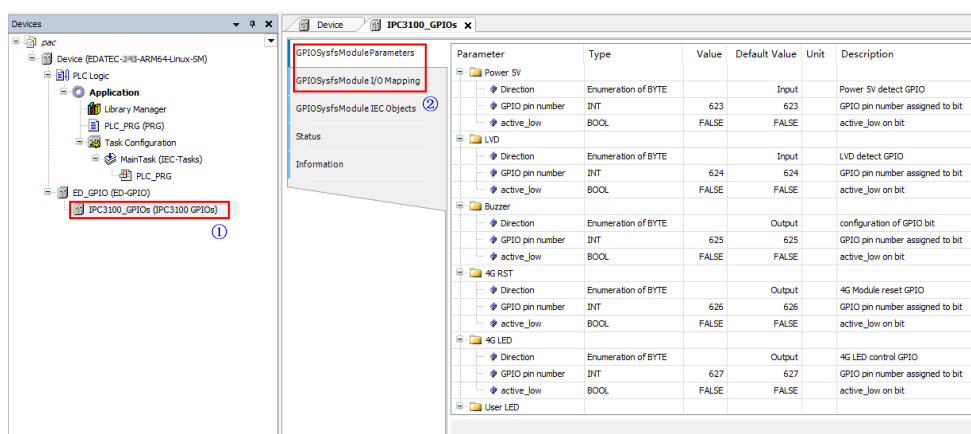 Devices
pac
Device (EDATEC-ARM64-Linux-SM)
PLC Logic
Application
Library Manager
PLC_PRG (PRG)
Task Configuration
MainTask (IEC-Tasks)
PLC_PRG
ED_GPIO (ED-GPIO)
IPC3100_GPIOs (IPC3100 GPIOs)
①
Device IPC3100_GPIOs
GPIOSysfsModuleParameters
GPIOSysfsModule I/O Mapping
GPIOSysfsModule IEC Objects ②
Status
Information
Parameter Type Value Default Value Unit Description
Power 5V
Direction Enumeration of BYTE Input Power 5V detect GPIO
GPIO pin number INT 623 623 GPIO pin number assigned to bit
active_low BOOL FALSE FALSE active_low on bit
LVD
Direction Enumeration of BYTE Input LVD detect GPIO
GPIO pin number INT 624 624 GPIO pin number assigned to bit
active_low BOOL FALSE FALSE active_low on bit
Buzzer
Direction Enumeration of BYTE Output configuration of GPIO bit
GPIO pin number INT 625 625 GPIO pin number assigned to bit
active_low BOOL FALSE FALSE active_low on bit
4G RST
Direction Enumeration of BYTE Output 4G Module reset GPIO
GPIO pin number INT 626 626 GPIO pin number assigned to bit
active_low BOOL FALSE FALSE active_low on bit
4G LED
Direction Enumeration of BYTE Output 4G LED control GPIO
GPIO pin number INT 627 627 GPIO pin number assigned to bit
active_low BOOL FALSE FALSE active_low on bit
User LED